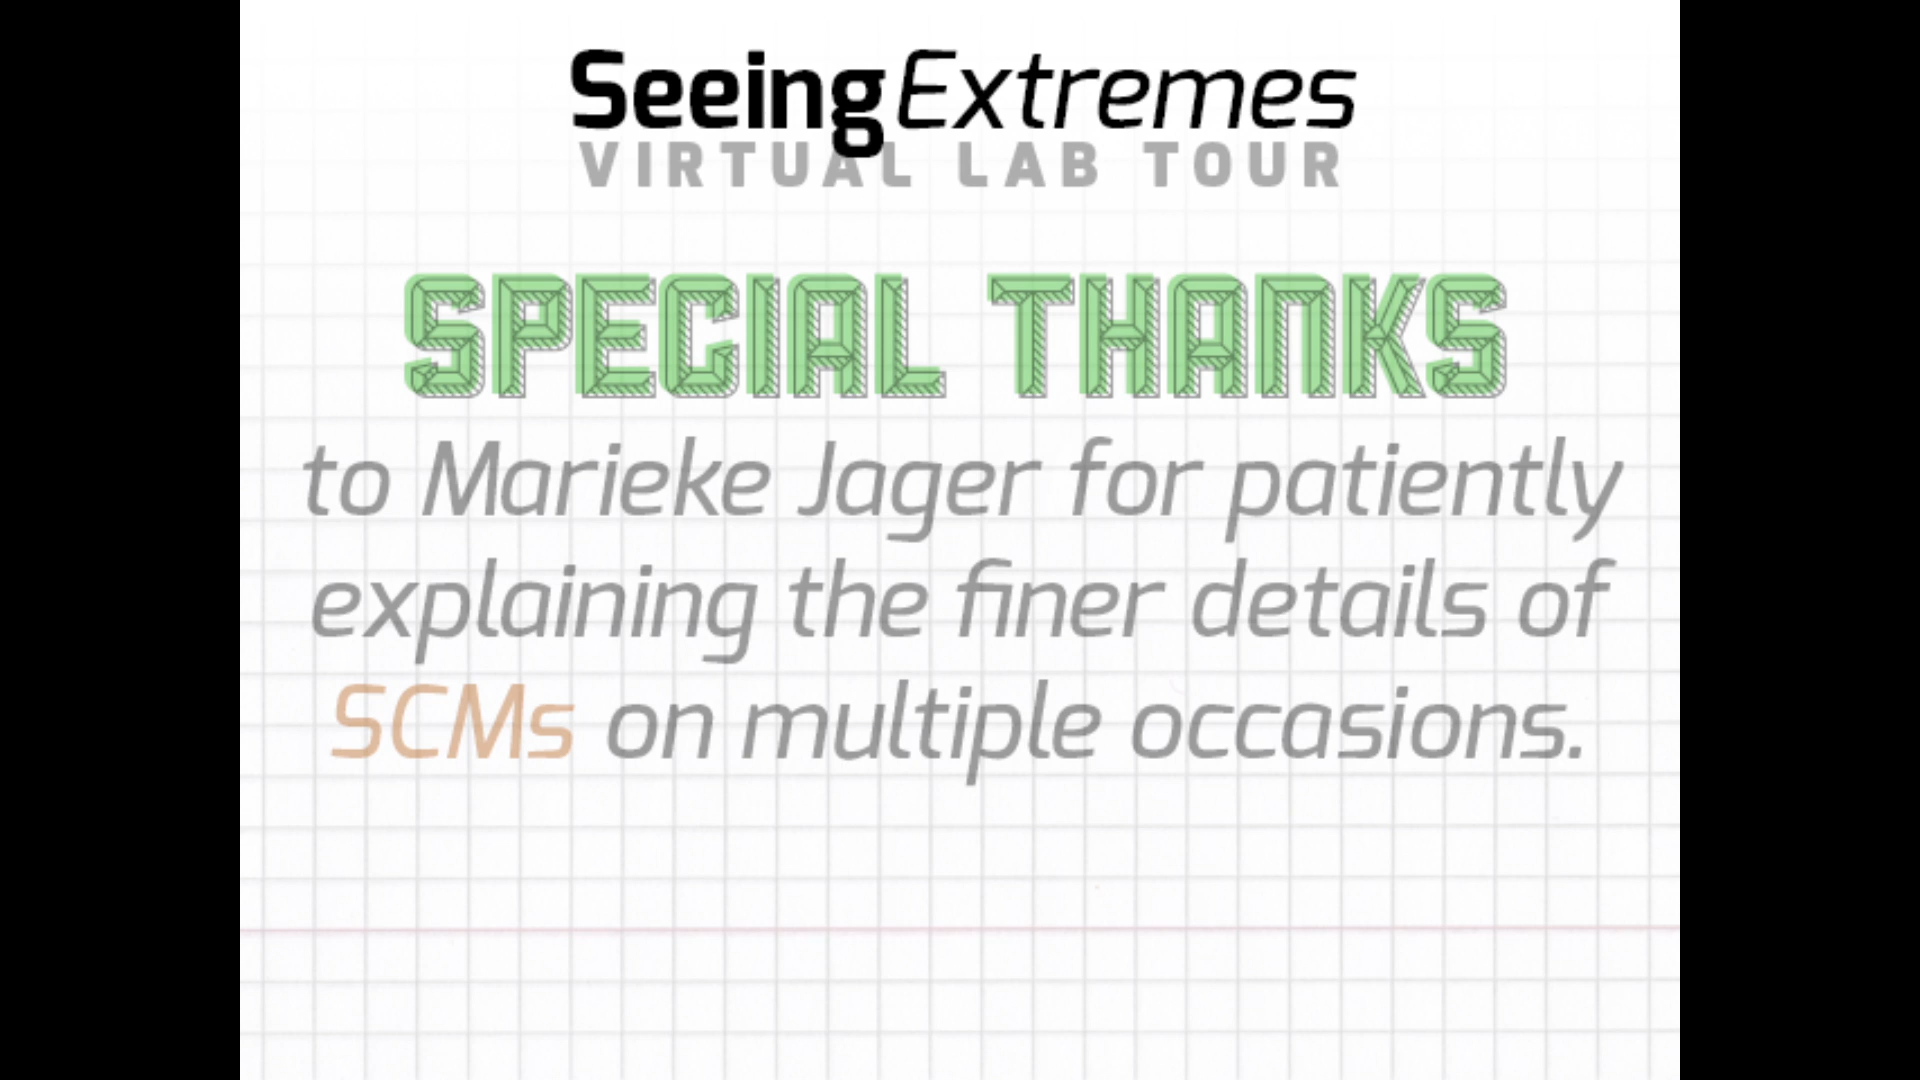 SeeingExtremes
VIRTUAL LAB TOUR
SPECIAL THANKS
to Marieke Jager for patiently
explaining the finer details of
SCMs on multiple occasions.